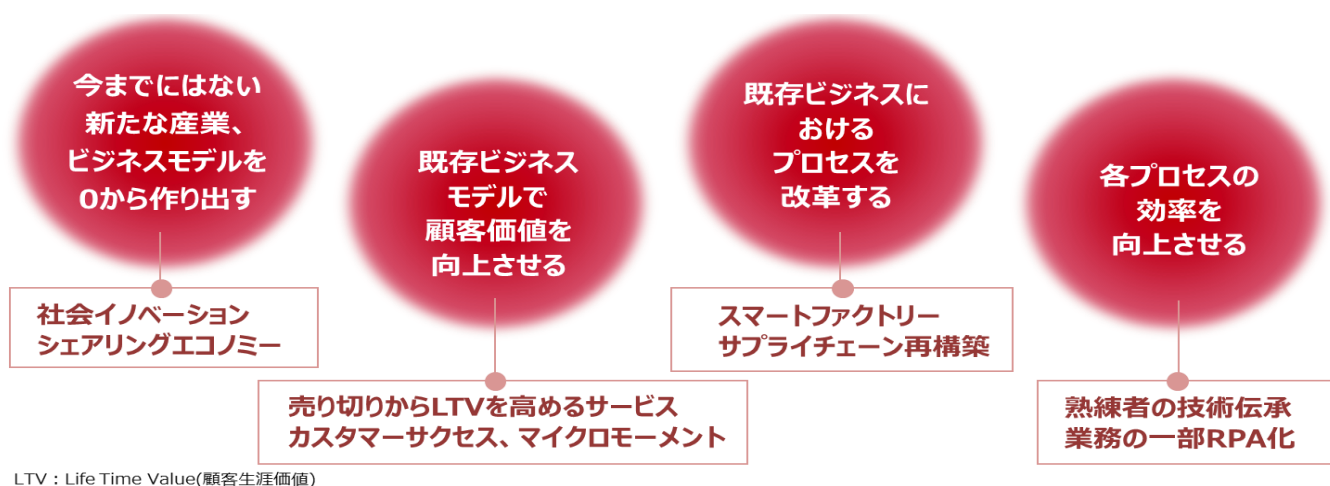 今までにはない
新たな産業、
ビジネスモデルを
0から作り出す
社会イノベーション
シェアリングエコノミー
既存ビジネス
モデルで
顧客価値を
向上させる
売り切りからLTVを高めるサービス
カスタマーサクセス、マイクロモーメント
既存ビジネスに
おける
プロセスを
改革する
スマートファクトリー
サプライチェーン再構築
各プロセスの
効率を
向上させる
熟練者の技術伝承
業務の一部RPA化
LTV：Life Time Value(顧客生涯価値)